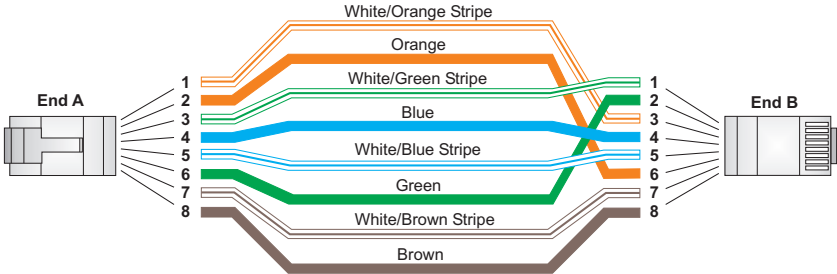 White/Orange Stripe
Orange
White/Green Stripe
Blue
White/Blue Stripe
Green
White/Brown Stripe
Brown
End A
1
2
3
4
5
6
7
8
End B
1
2
3
4
5
6
7
8